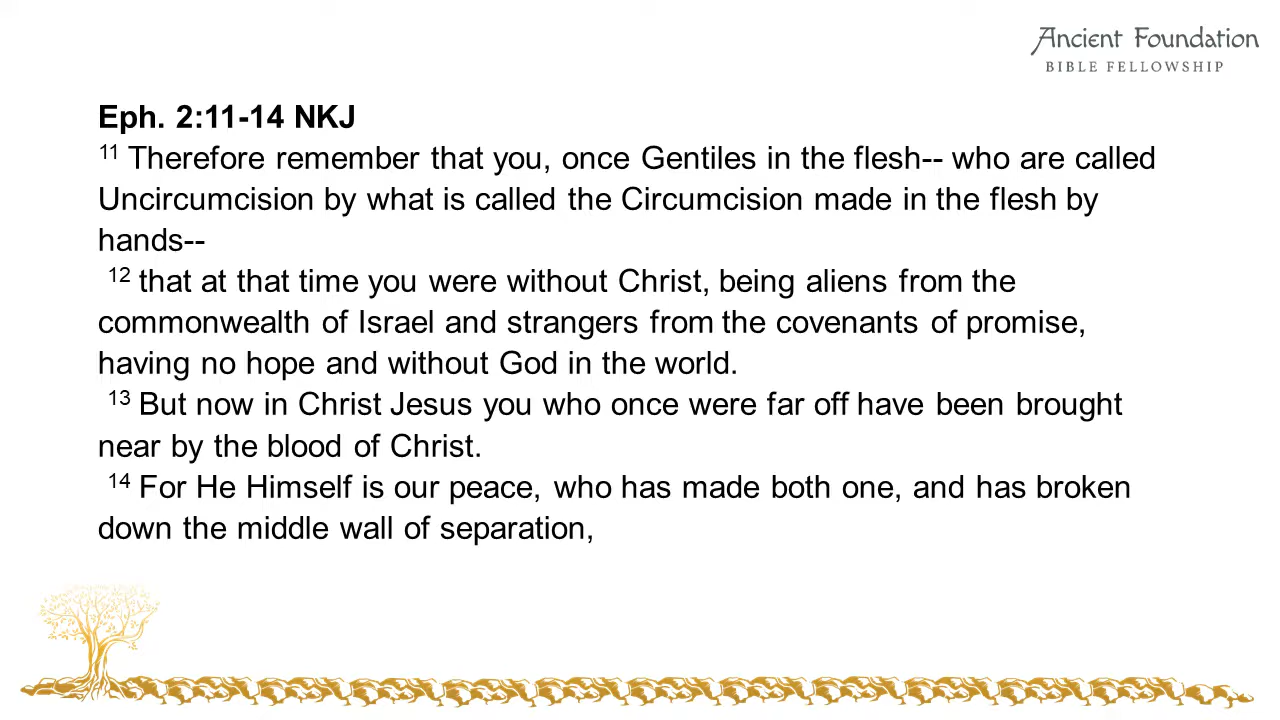 Ancient Foundation
BIBLE FELLOWSHIP
Eph. 2:11-14 NKJ
11 Therefore remember that you, once Gentiles in the flesh-- who are called
Uncircumcision by what is called the Circumcision made in the flesh by
hands--
12 that at that time you were without Christ, being aliens from the
commonwealth of Israel and strangers from the covenants of promise,
having no hope and without God in the world.
13 But now in Christ Jesus you who once were far off have been brought
near by the blood of Christ.
14 For He Himself is our peace, who has made both one, and has broken
down the middle wall of separation,